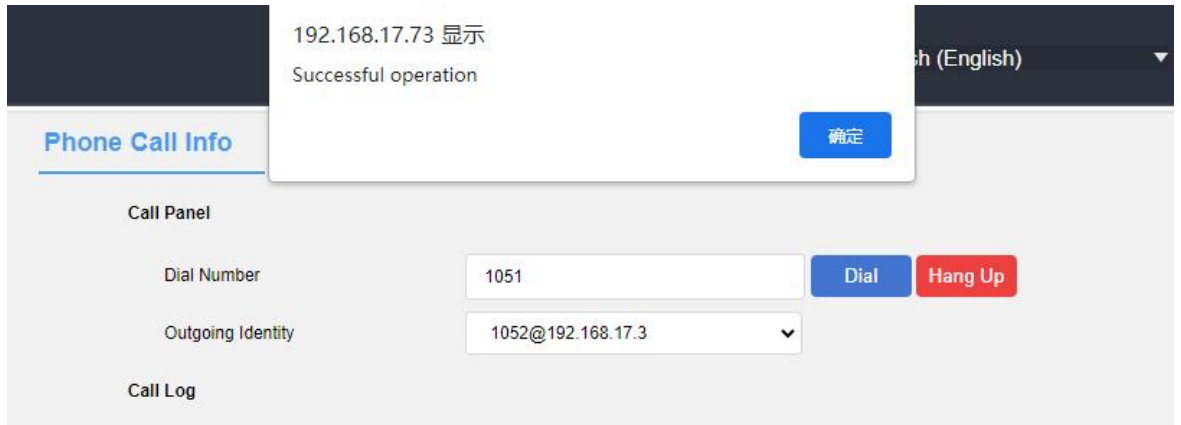 192.168.17.73 显示
Successful operation
确定
sh (English)
Phone Call Info
Call Panel
Dial Number
1051
Dial
Hang Up
Outgoing Identity
1052@192.168.17.3
Call Log